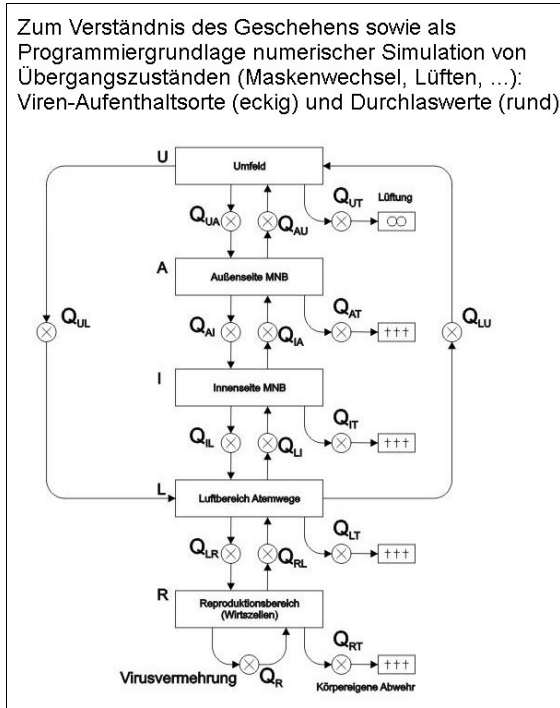 Zum Verständnis des Geschehens sowie als
Programmiergrundlage numerischer Simulation von
Übergangszuständen (Maskenwechsel, Lüften, ...):
Viren-Aufenthaltsorte (eckig) und Durchlaswerte (rund)
U
Umfeld
QUT
Lüftung
QUA
QAU
A
Außenseite MNB
QUL
QAI
QIA
QAT
†††
QLU
I
Innenseite MNB
QIL
QLI
QIT
†††
L
Luftbereich Atemwege
QLR
QRL
QLT
†††
R
Reproduktionsbereich
(Wirtszellen)
QRT
†††
Virusvermehrung
QR
Körpereigene Abwehr